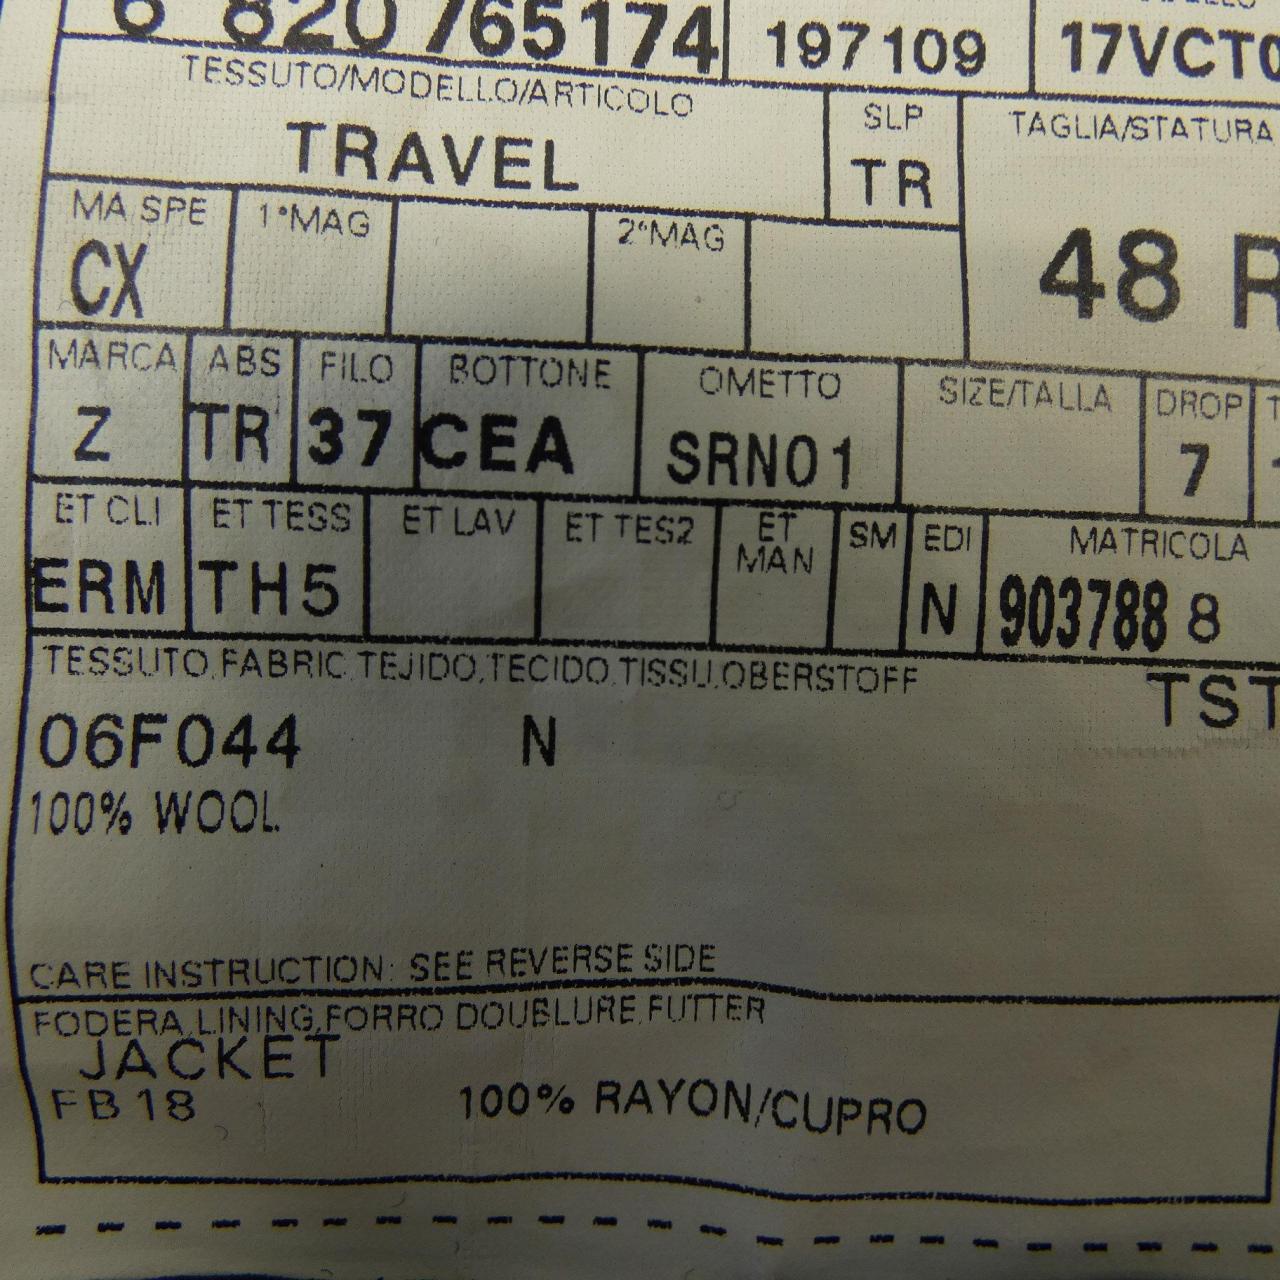 6 820 765174 197109 17VCT0
TESSUTO/MODELLO/ARTICOLO SLP TAGLIA/STATURA
TRAVEL TR
MA SPE 1°MAG 2°MAG
CX 48 R
MARCA ABS FILO BOTTONE OMETTO SIZE/TALLA DROP
Z TR 37 CEA SRN01 7
ET CLI ET TESS ET LAV ET TES2 ET MAN SM EDI MATRICOLA
ERM TH5 N 903788 8
TESSUTO,FABRIC,TEJIDO,TECIDO,TISSU,OBERSTOFF
TST
06F044 N
100% WOOL
CARE INSTRUCTION: SEE REVERSE SIDE
FODERA,LINING,FORRO DOUBLURE,FUTTER
JACKET
FB18 100% RAYON/CUPRO